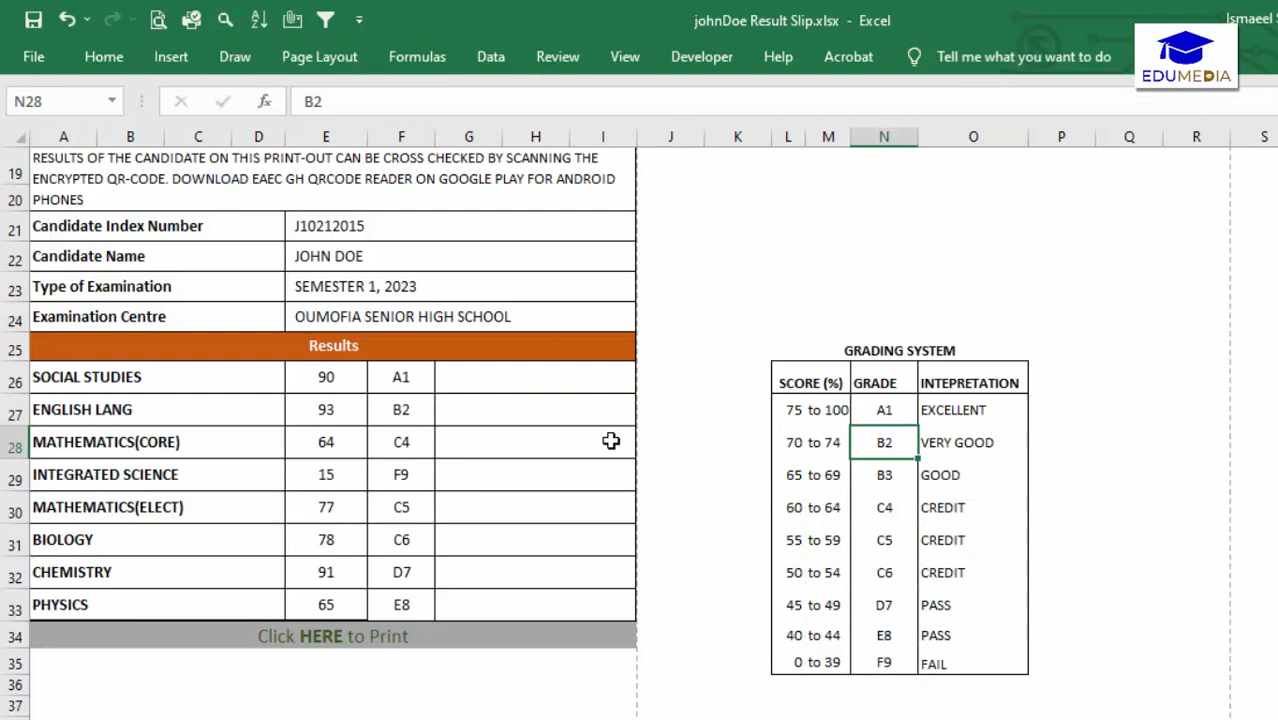 johnDoe Result Slip.xlsx - Excel
Ismaeel S
File Home Insert Draw Page Layout Formulas Data Developer Review View Help Acrobat Tell me what you want to do
EDUMEDIA
N28 fx B2
A B C D E F G H I J K L M N O P Q R S
19 RESULTS OF THE CANDIDATE ON THIS PRINT-OUT CAN BE CROSS CHECKED BY SCANNING THE
ENCRYPTED QR-CODE. DOWNLOAD EAEC GH QRCODE READER ON GOOGLE PLAY FOR ANDROID
20 PHONES
21 Candidate Index Number J10212015
22 Candidate Name JOHN DOE
23 Type of Examination SEMESTER 1, 2023
24 Examination Centre OUMOFIA SENIOR HIGH SCHOOL
25 Results
GRADING SYSTEM
26 SOCIAL STUDIES 90 A1 SCORE (%) GRADE INTEPRETATION
27 ENGLISH LANG 93 B2 75 to 100 A1 EXCELLENT
28 MATHEMATICS(CORE) 64 C4 70 to 74 B2 VERY GOOD
29 INTEGRATED SCIENCE 15 F9 65 to 69 B3 GOOD
30 MATHEMATICS(ELECT) 77 C5 60 to 64 C4 CREDIT
31 BIOLOGY 78 C6 55 to 59 C5 CREDIT
32 CHEMISTRY 91 D7 50 to 54 C6 CREDIT
33 PHYSICS 65 E8 45 to 49 D7 PASS
34 Click HERE to Print 40 to 44 E8 PASS
35 0 to 39 F9 FAIL
36
37